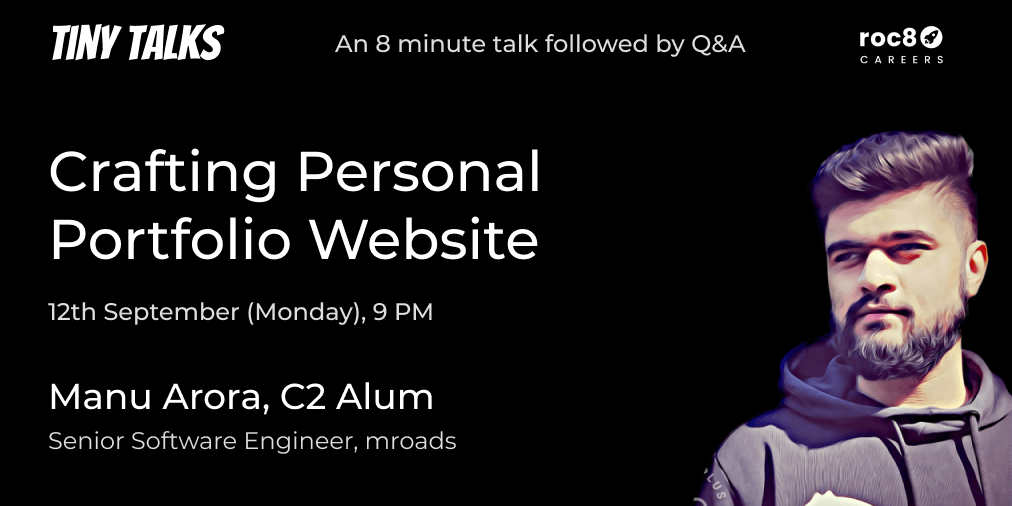 TINY TALKS
An 8 minute talk followed by Q&A
roc8
CAREERS
Crafting Personal
Portfolio Website
12th September (Monday), 9 PM
Manu Arora, C2 Alum
Senior Software Engineer, mroads
PLUS